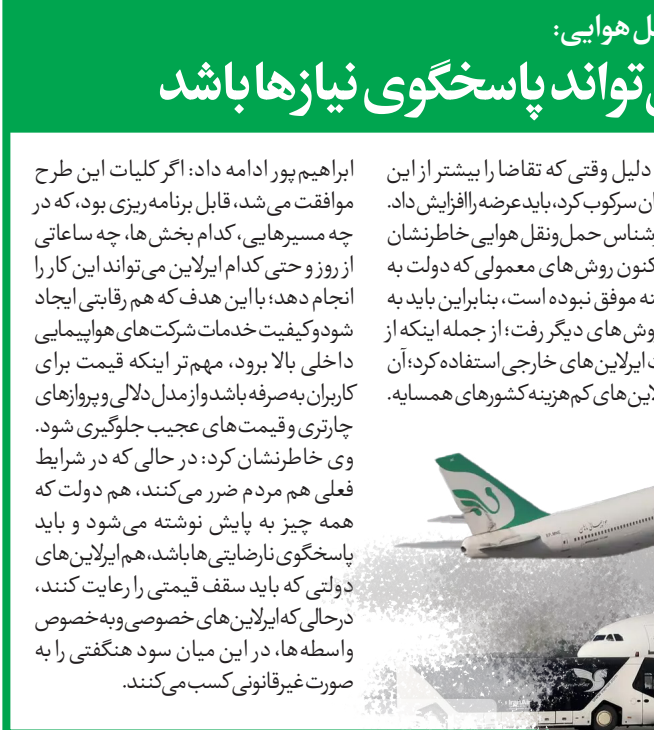 هوایی:
تواند پاسخگوی نیازها باشد
دلیل وقتی که تقاضا را بیشتر از این
سرکوب کرد، باید عرضه را افزایش داد.
حمل‌ونقل هوایی خاطرنشان
کنون روش‌های معمولی که دولت به
موفق نبوده است، بنابراین باید به
روش‌های دیگر رفت؛ از جمله اینکه از
ایرلاین‌های خارجی استفاده کرد؛ آن
کم‌هزینه کشورهای همسایه.
ابراهیم‌پور ادامه داد: اگر کلیات این طرح
موافقت می‌شد، قابل برنامه‌ریزی بود، که در
چه مسیرهایی، کدام بخش‌ها، چه ساعاتی
از روز و حتی کدام ایرلاین می‌تواند این کار را
انجام دهد؛ با این هدف که هم رقابتی ایجاد
شود و کیفیت خدمات شرکت‌های هواپیمایی
داخلی بالا برود، مهم‌تر اینکه قیمت برای
کاربران به‌صرفه باشد و از مدل دلالی و پروازهای
چارتری و قیمت‌های عجیب جلوگیری شود.
وی خاطرنشان کرد: در حالی که در شرایط
فعلی هم مردم ضرر می‌کنند، هم دولت که
همه چیز به پایش نوشته می‌شود و باید
پاسخگوی نارضایتی‌ها باشد، هم ایرلاین‌های
دولتی که باید سقف قیمتی را رعایت کنند،
درحالی‌که ایرلاین‌های خصوصی و به‌خصوص
واسطه‌ها، در این میان سود هنگفتی را به
صورت غیرقانونی کسب می‌کنند.